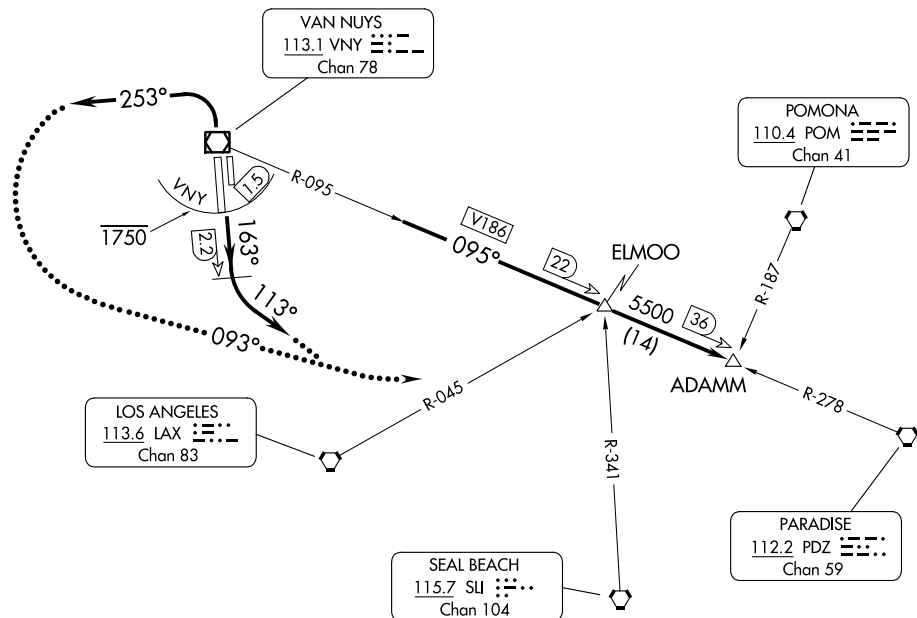 VAN NUYS
113.1 VNY
Chan 78
253°
POMONA
110.4 POM
Chan 41
R-095
1.5
VNY
1750
2.2
163°
V186
095°
22
ELMOO
R-187
113°
5500
(14)
36
093°
ADAMM
R-045
R-278
LOS ANGELES
113.6 LAX
Chan 83
R-341
SEAL BEACH
115.7 SLI
Chan 104
PARADISE
112.2 PDZ
Chan 59